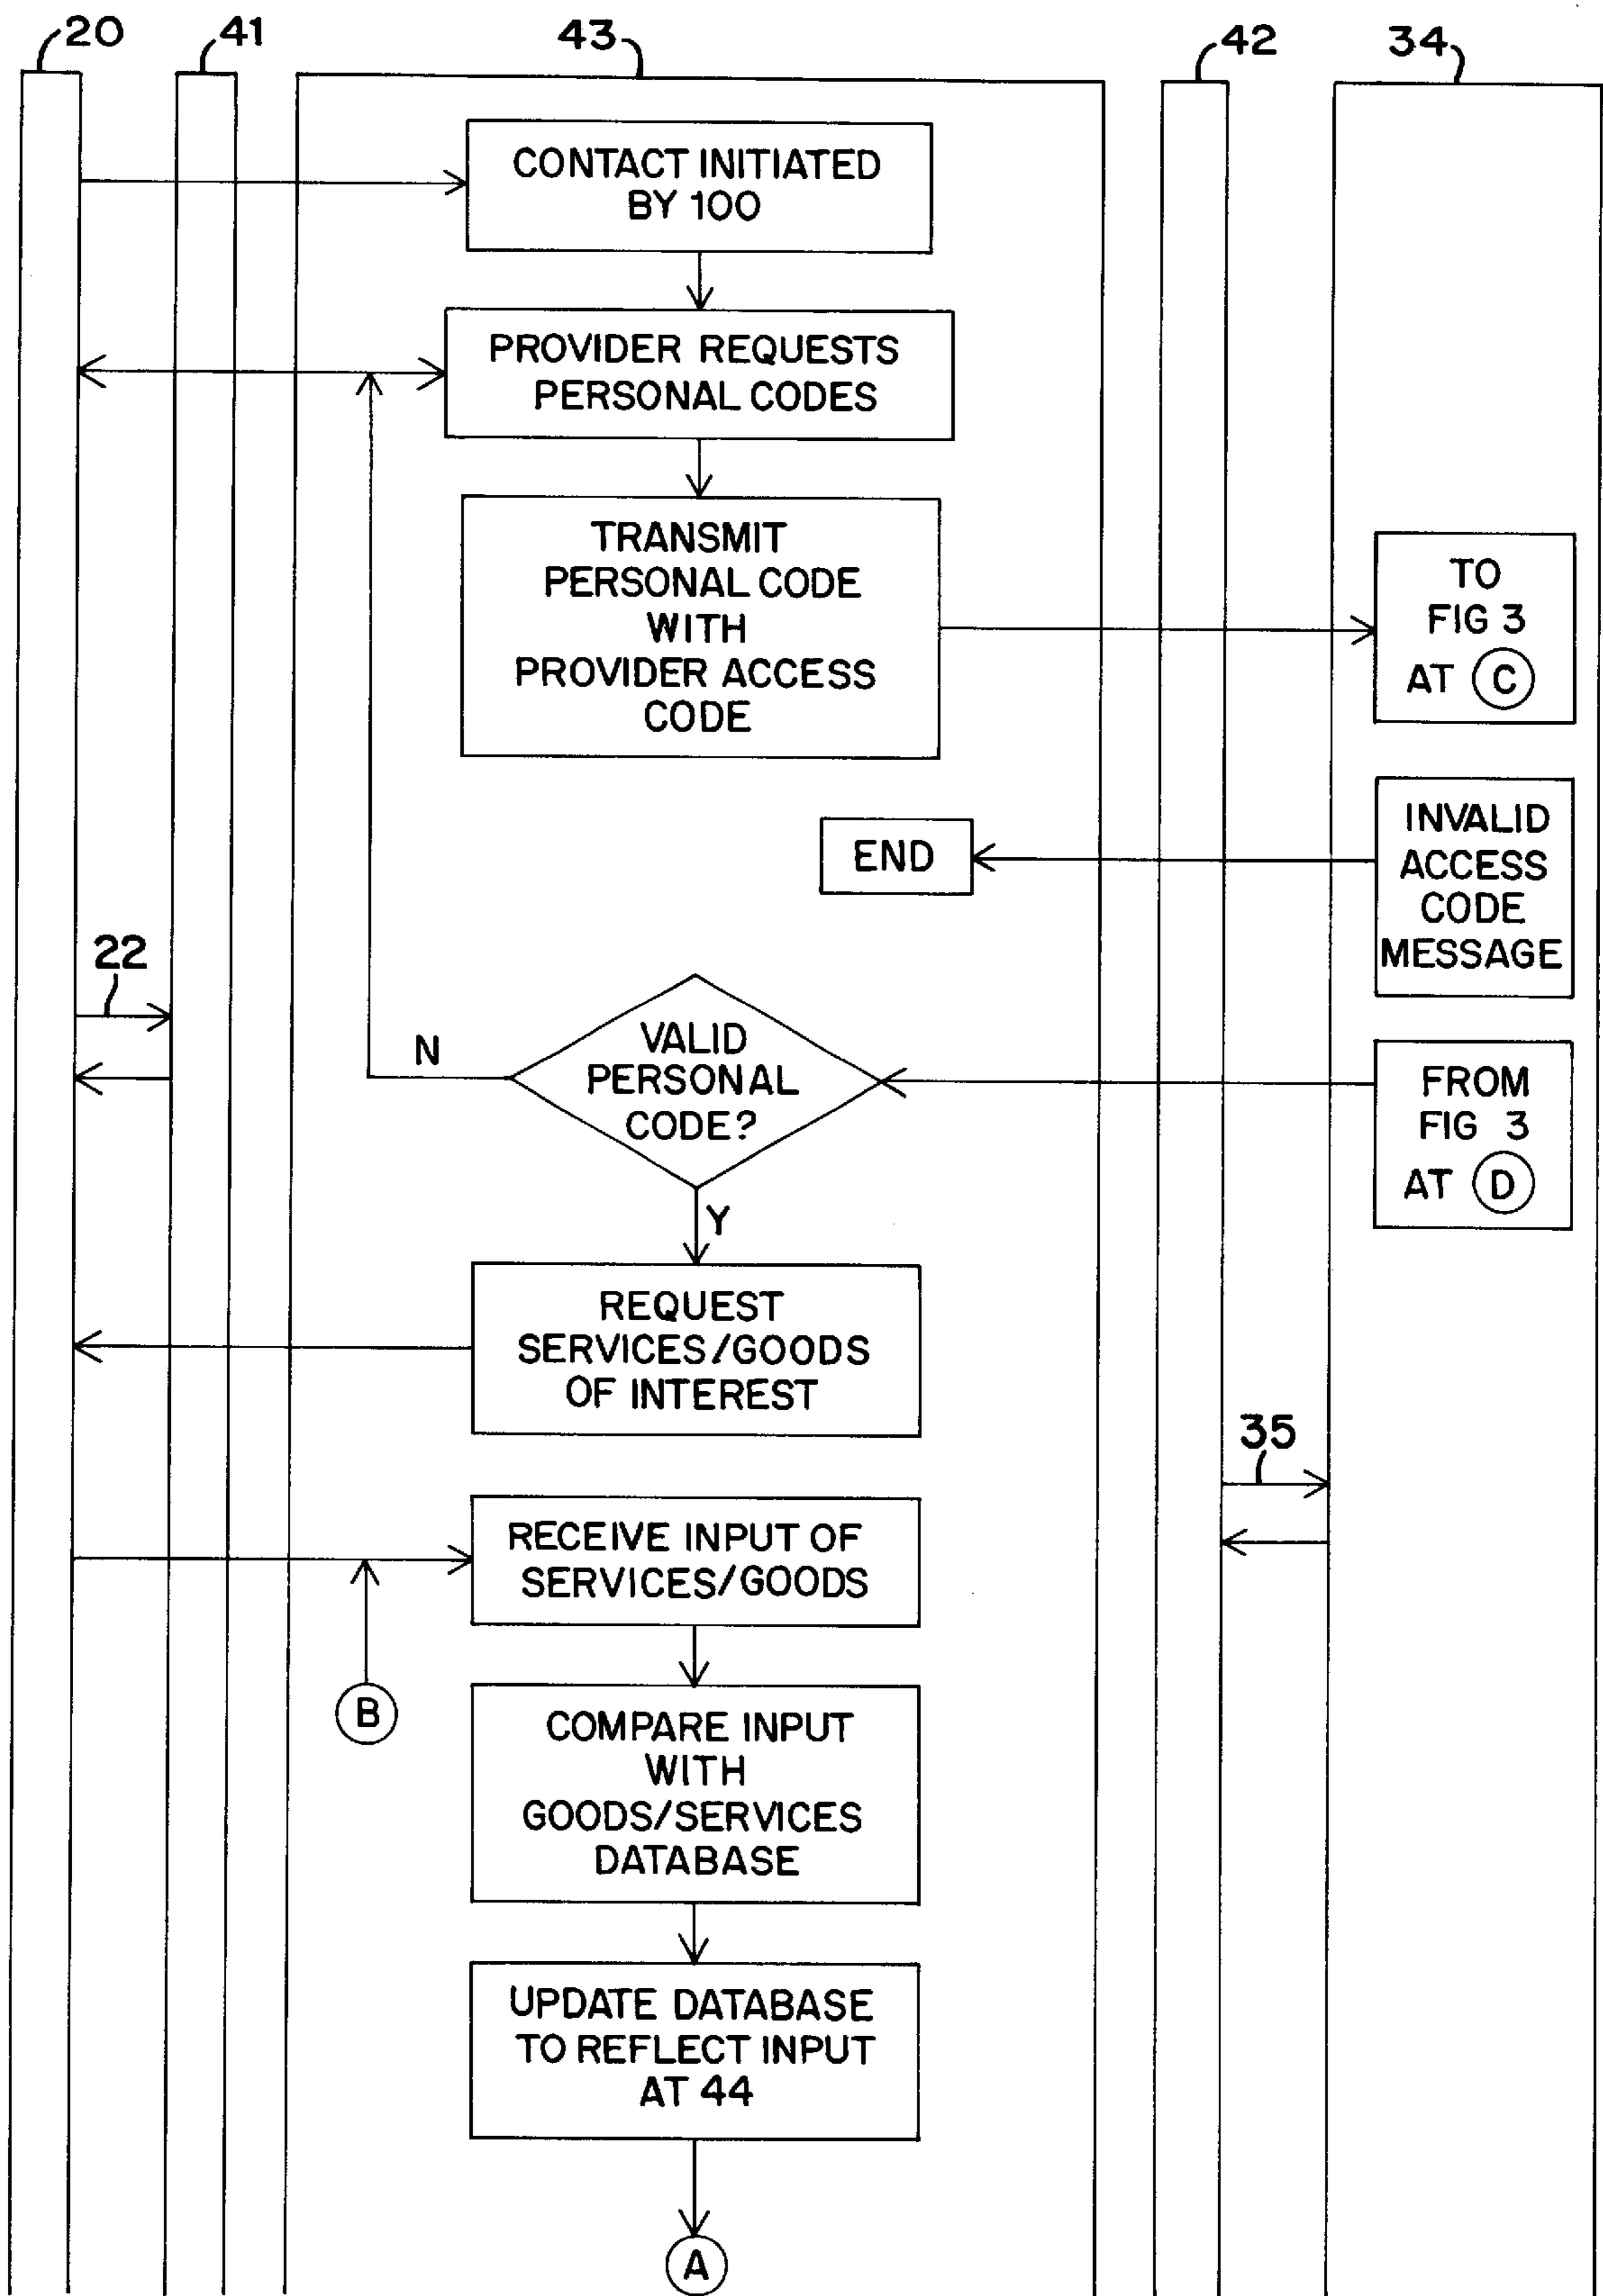 20
41
43
42
34
CONTACT INITIATED
BY 100
PROVIDER REQUESTS
PERSONAL CODES
TRANSMIT
PERSONAL CODE
WITH
PROVIDER ACCESS
CODE
TO
FIG 3
AT C
INVALID
ACCESS
CODE
MESSAGE
END
22
N
VALID
PERSONAL
CODE?
FROM
FIG 3
AT D
Y
REQUEST
SERVICES/GOODS
OF INTEREST
35
RECEIVE INPUT OF
SERVICES/GOODS
B
COMPARE INPUT
WITH
GOODS/SERVICES
DATABASE
UPDATE DATABASE
TO REFLECT INPUT
AT 44
A